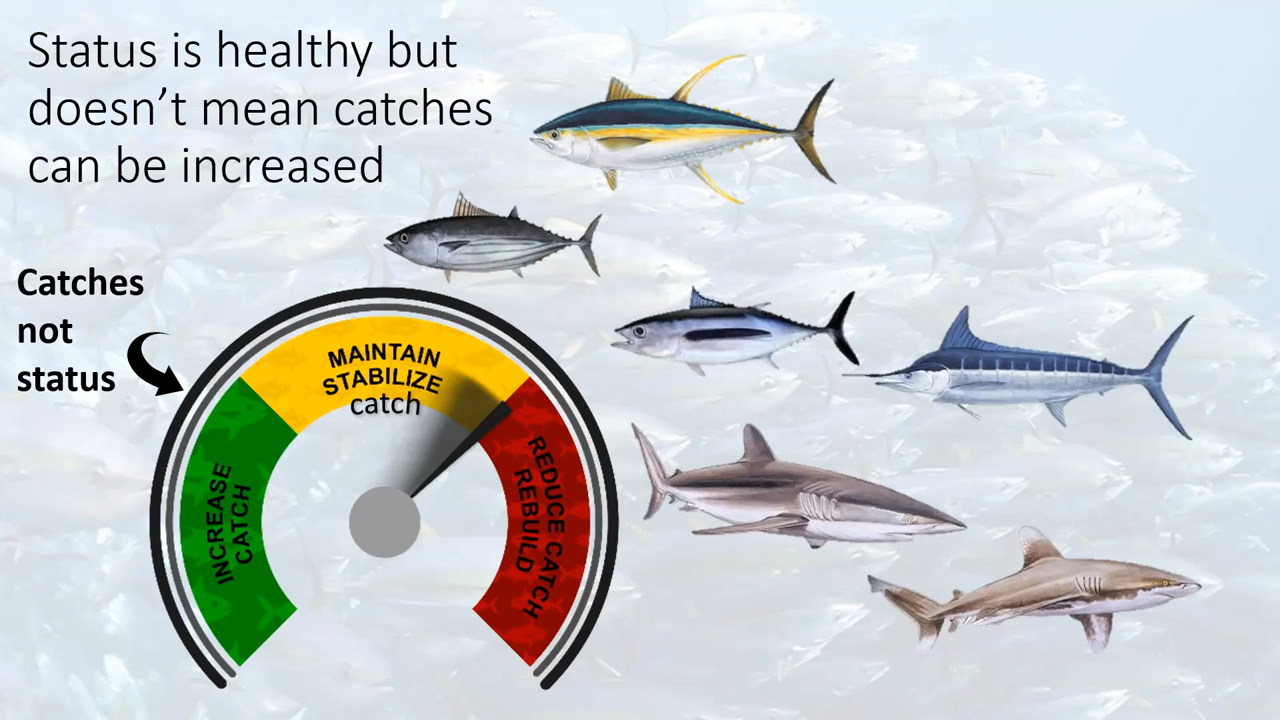 Status is healthy but
doesn’t mean catches
can be increased
Catches
not
status
MAINTAIN
STABILIZE
catch
INCREASE
CATCH
REDUCE CATCH
REBUILD